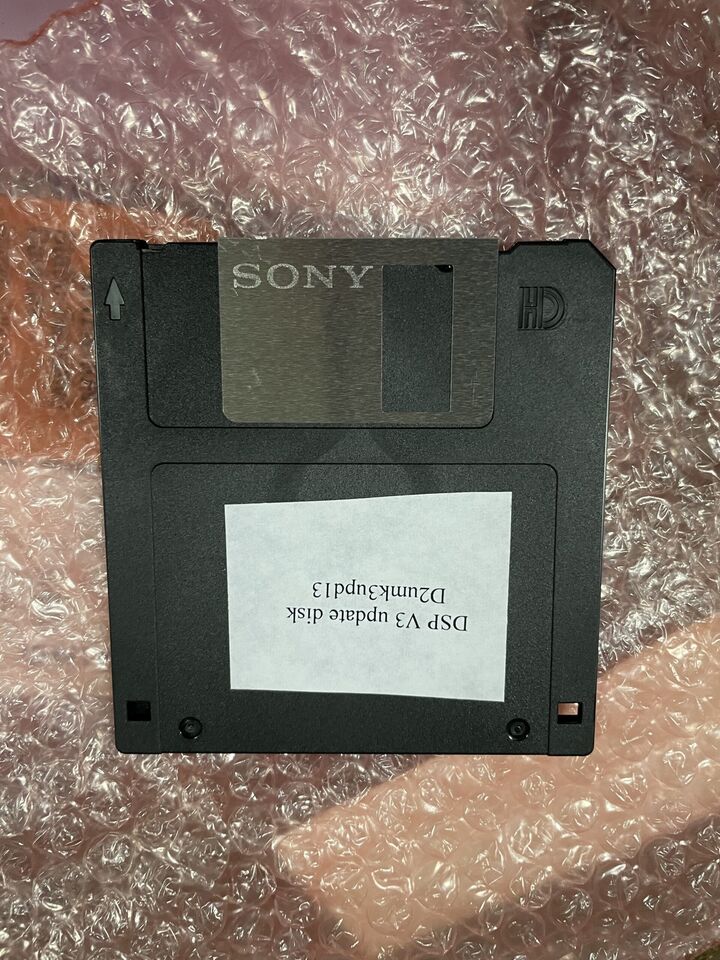 SONY
HD
DSP V3 update disk
D2umk3upd13